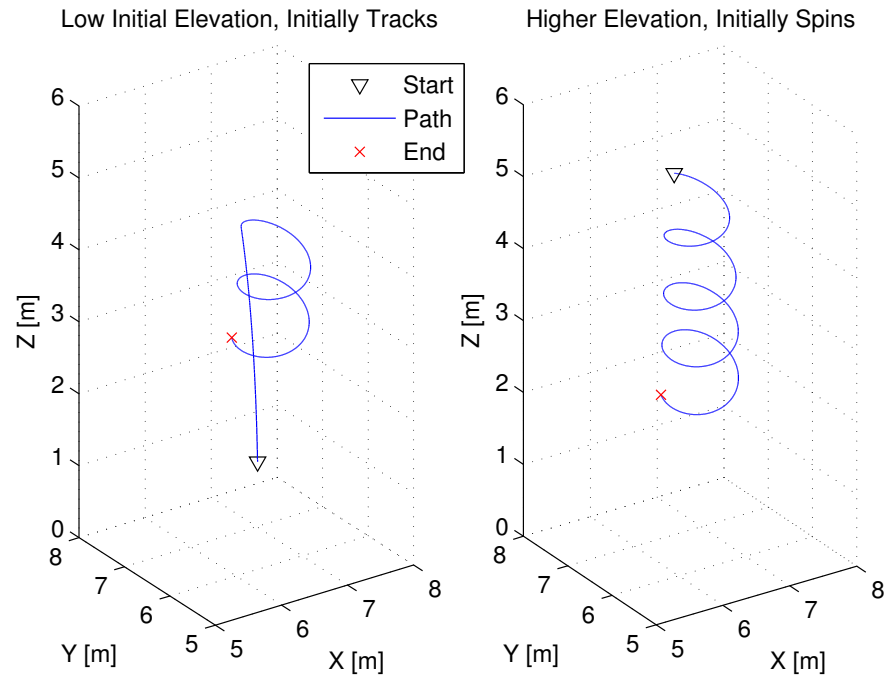 Low Initial Elevation, Initially Tracks
Higher Elevation, Initially Spins
Start
Path
End
6
5
4
3
2
1
0
Z [m]
8
7
6
5
Y [m]
5
6
7
8
X [m]
6
5
4
3
2
1
0
Z [m]
8
7
6
5
Y [m]
5
6
7
8
X [m]